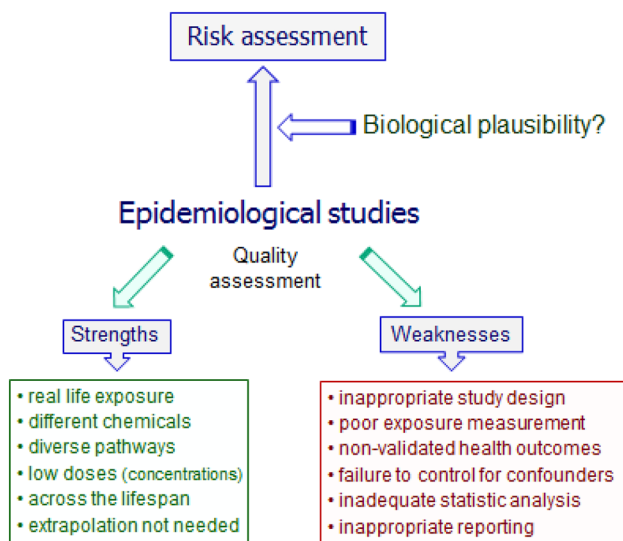 Risk assessment
Biological plausibility?
Epidemiological studies
Quality
assessment
Strengths
Weaknesses
• real life exposure
• different chemicals
• diverse pathways
• low doses (concentrations)
• across the lifespan
• extrapolation not needed
• inappropriate study design
• poor exposure measurement
• non-validated health outcomes
• failure to control for confounders
• inadequate statistic analysis
• inappropriate reporting